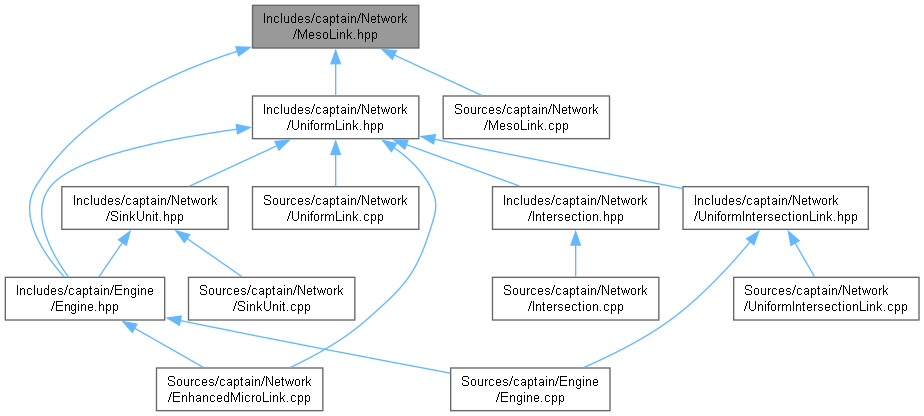 Includes/captain/Network
/MesoLink.hpp
Includes/captain/Network
/UniformLink.hpp
Sources/captain/Network
/MesoLink.cpp
Includes/captain/Network
/SinkUnit.hpp
Sources/captain/Network
/UniformLink.cpp
Includes/captain/Network
/Intersection.hpp
Includes/captain/Network
/UniformIntersectionLink.hpp
Includes/captain/Engine
/Engine.hpp
Sources/captain/Network
/SinkUnit.cpp
Sources/captain/Network
/Intersection.cpp
Sources/captain/Network
/UniformIntersectionLink.cpp
Sources/captain/Network
/EnhancedMicroLink.cpp
Sources/captain/Engine
/Engine.cpp